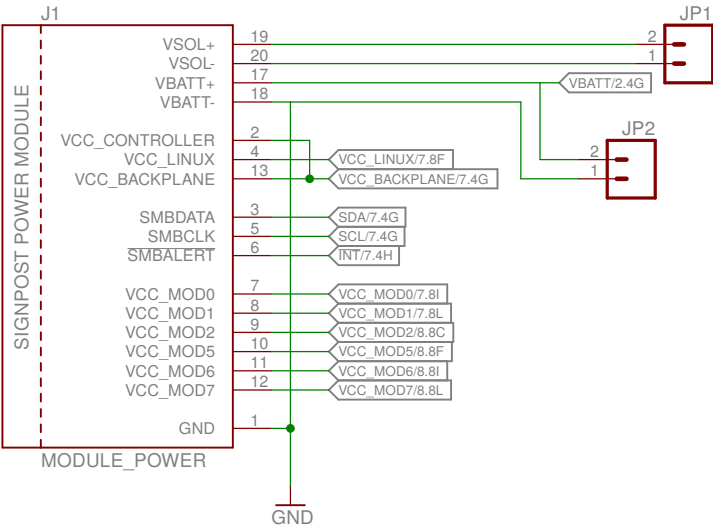 J1
JP1
VSOL+ 19 2
VSOL- 20 1
VBATT+ 17 VBATT/2.4G
VBATT- 18
JP2
VCC_CONTROLLER 2
VCC_LINUX 4 VCC_LINUX/7.8F 2
VCC_BACKPLANE 13 VCC_BACKPLANE/7.4G 1
SMBDATA 3 SDA/7.4G
SMBCLK 5 SCL/7.4G
SMBALERT 6 INT/7.4H
SIGNPOST POWER MODULE
VCC_MOD0 7 VCC_MOD0/7.8I
VCC_MOD1 8 VCC_MOD1/7.8L
VCC_MOD2 9 VCC_MOD2/8.8C
VCC_MOD5 10 VCC_MOD5/8.8F
VCC_MOD6 11 VCC_MOD6/8.8I
VCC_MOD7 12 VCC_MOD7/8.8L
GND 1
MODULE_POWER
GND